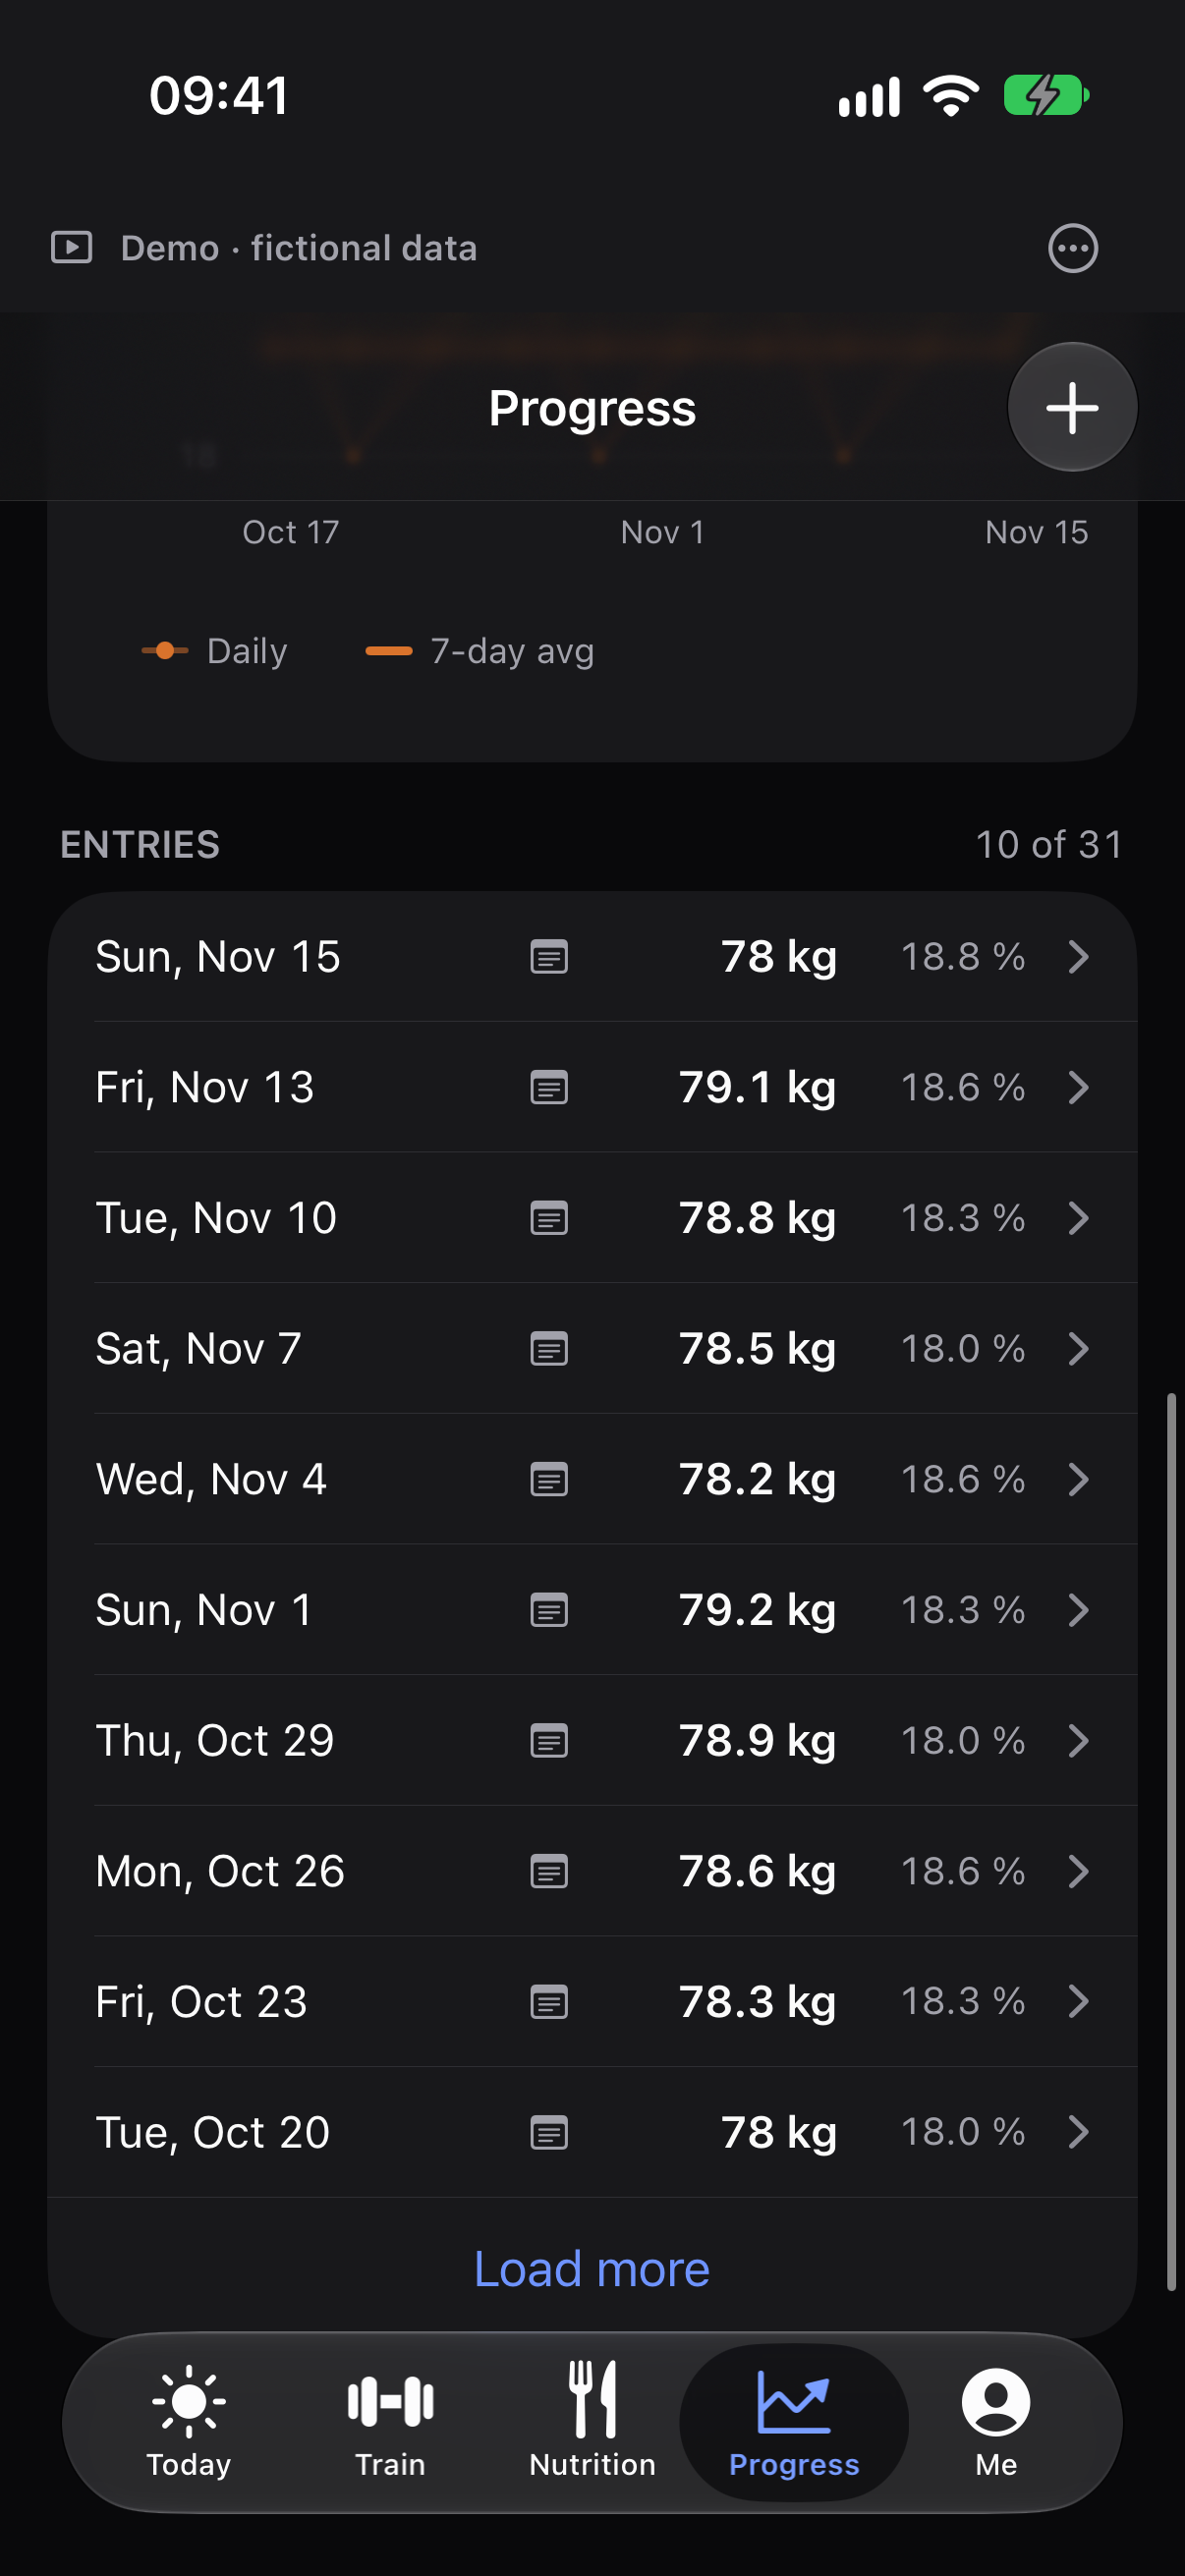 09:41
Demo · fictional data
Progress
18
Oct 17 Nov 1 Nov 15
Daily 7-day avg
ENTRIES 10 of 31
Sun, Nov 15 78 kg 18.8 %
Fri, Nov 13 79.1 kg 18.6 %
Tue, Nov 10 78.8 kg 18.3 %
Sat, Nov 7 78.5 kg 18.0 %
Wed, Nov 4 78.2 kg 18.6 %
Sun, Nov 1 79.2 kg 18.3 %
Thu, Oct 29 78.9 kg 18.0 %
Mon, Oct 26 78.6 kg 18.6 %
Fri, Oct 23 78.3 kg 18.3 %
Tue, Oct 20 78 kg 18.0 %
Load more
Today Train Nutrition Progress Me